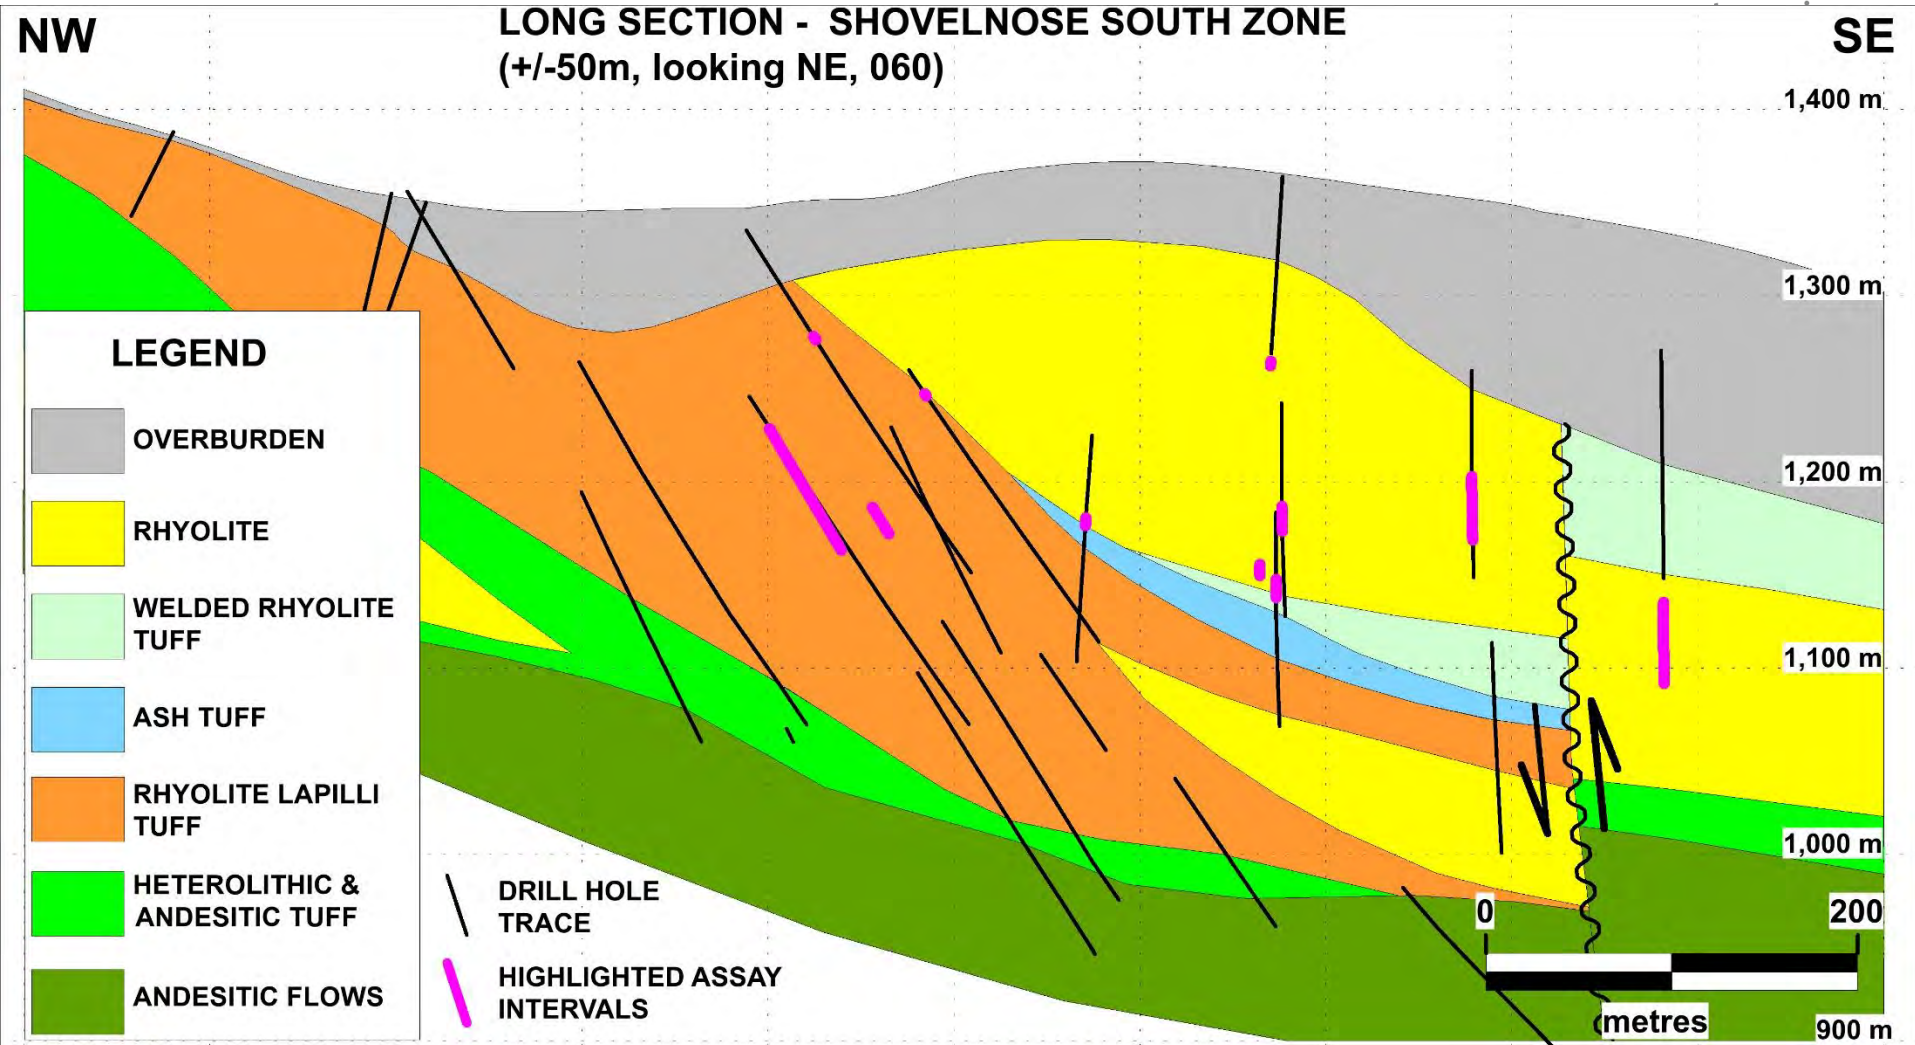 NW
LONG SECTION - SHOVELNOSE SOUTH ZONE
(+/-50m, looking NE, 060)
SE
1,400 m
1,300 m
1,200 m
1,100 m
1,000 m
900 m
LEGEND
OVERBURDEN
RHYOLITE
WELDED RHYOLITE
TUFF
ASH TUFF
RHYOLITE LAPILLI
TUFF
HETEROLITHIC &
ANDESITIC TUFF
ANDESITIC FLOWS
DRILL HOLE
TRACE
HIGHLIGHTED ASSAY
INTERVALS
0 200
metres